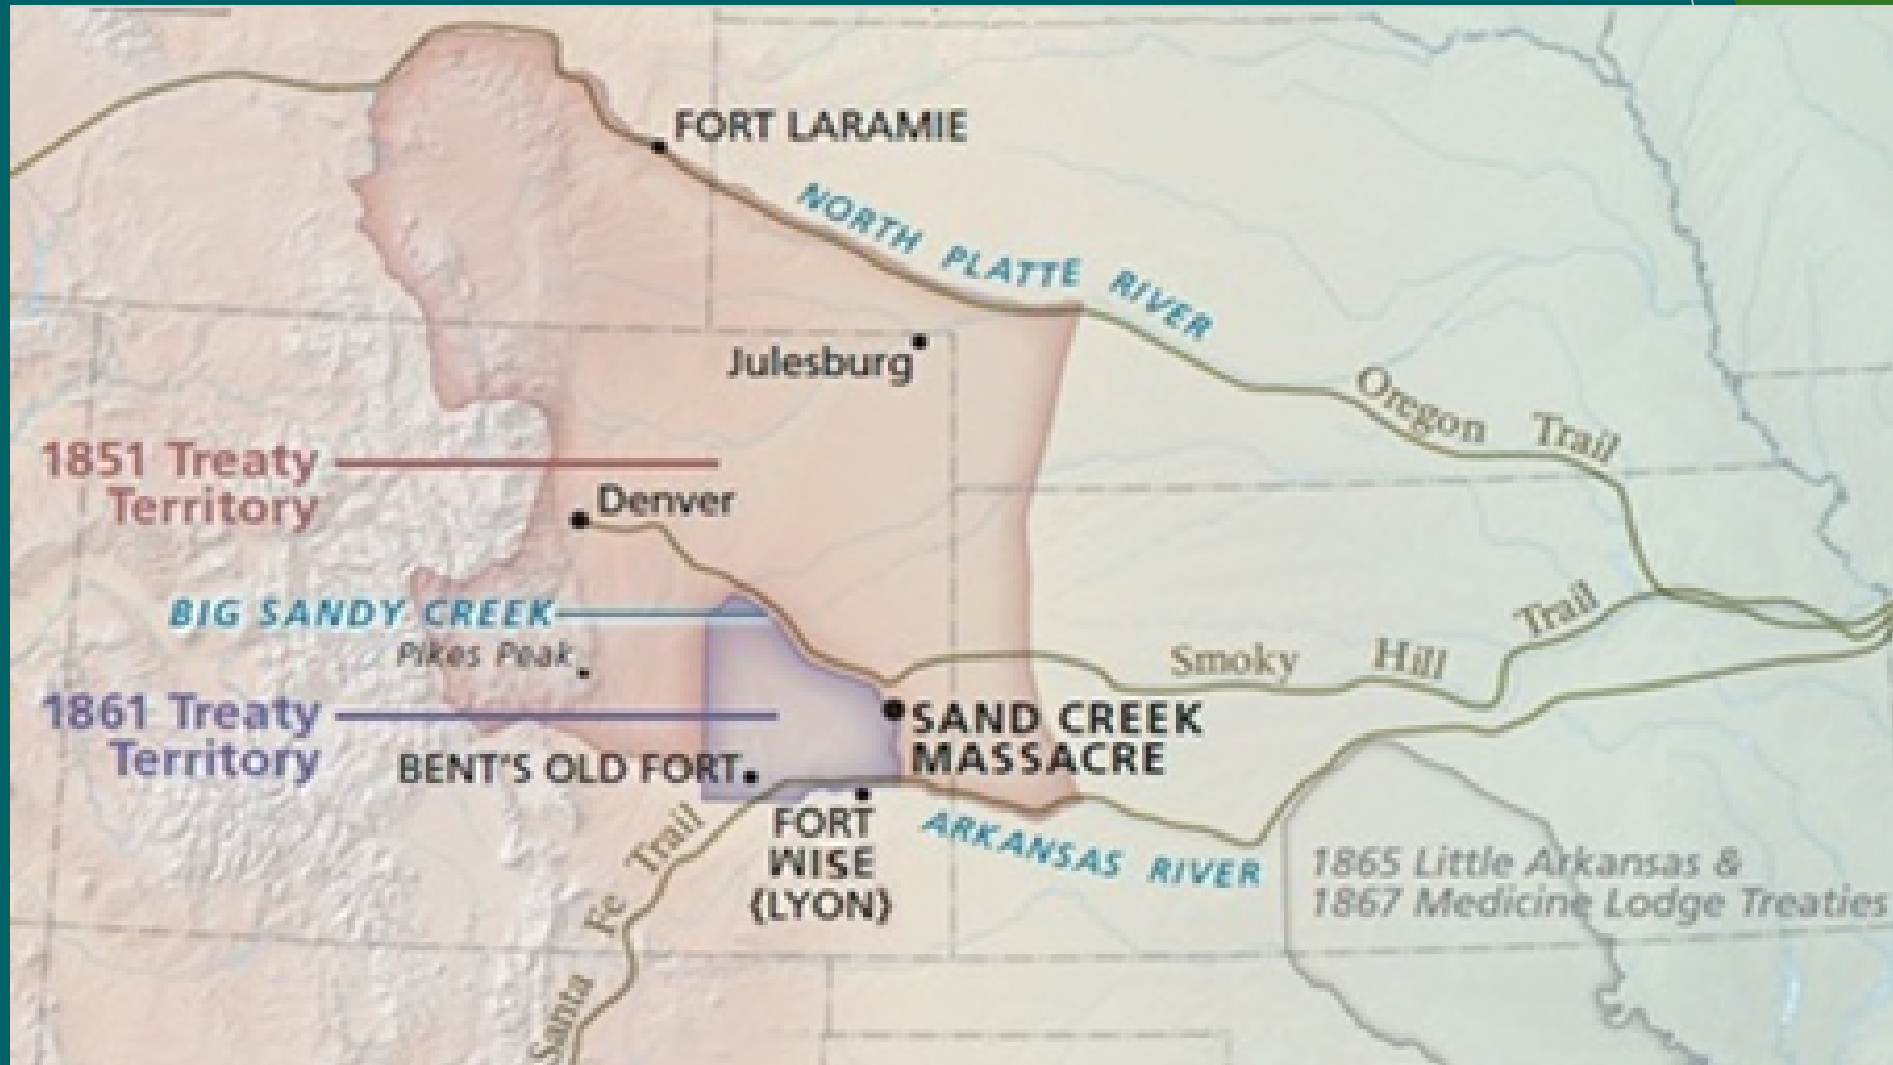 FORT LARAMIE
NORTH PLATTE RIVER
Julesburg
Oregon Trail
1851 Treaty
Territory
Denver
BIG SANDY CREEK
Pikes Peak
Smoky Hill Trail
1861 Treaty
Territory
SAND CREEK
MASSACRE
BENT'S OLD FORT
FORT
WISE
(LYON)
ARKANSAS RIVER
Santa Fe Trail
1865 Little Arkansas &
1867 Medicine Lodge Treaties